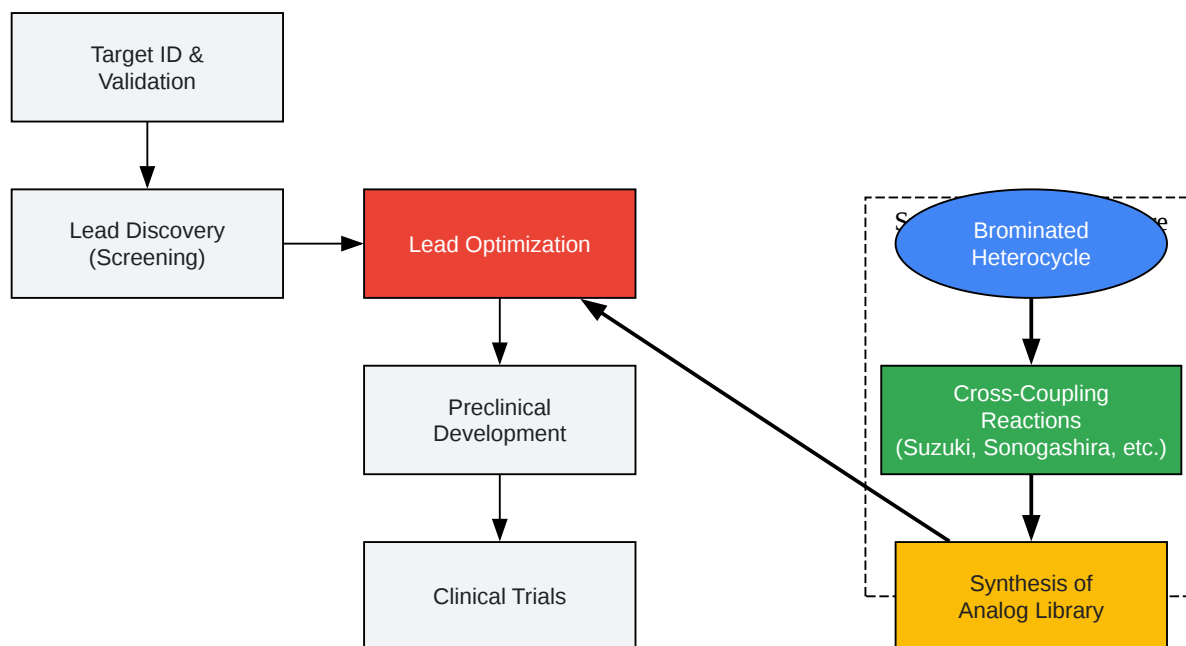 Target ID &
Validation
Lead Discovery
(Screening)
Lead Optimization
Preclinical
Development
Clinical Trials
Brominated
Heterocycle
Cross-Coupling
Reactions
(Suzuki, Sonogashira, etc.)
Synthesis of
Analog Library